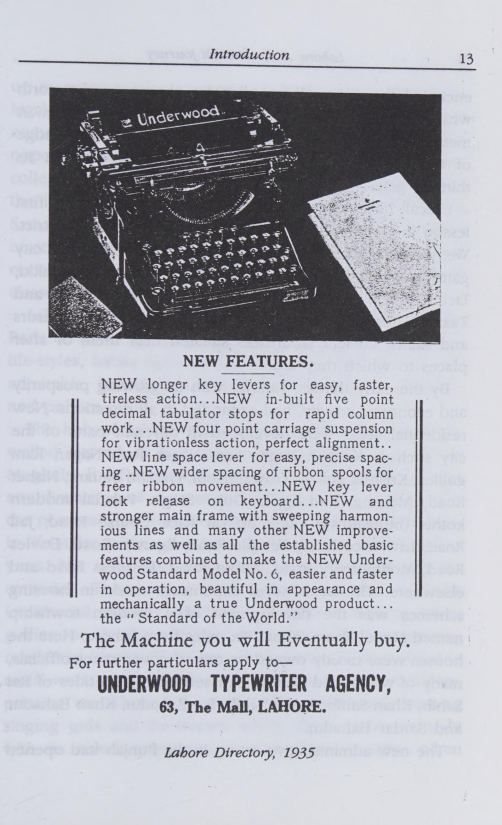 Introduction 13
Underwood
NEW FEATURES.
NEW longer key levers for easy, faster,
tireless action...NEW in-built five point
decimal tabulator stops for rapid column
work...NEW four point carriage suspension
for vibrationless action, perfect alignment..
NEW line space lever for easy, precise spac-
ing...NEW wider spacing of ribbon spools for
freer ribbon movement...NEW key lever
lock release on keyboard...NEW and
stronger main frame with sweeping harmon-
ious lines and many other NEW improve-
ments as well as all the established basic
features combined to make the NEW Under-
wood Standard Model No. 6, easier and faster
in operation, beautiful in appearance and
mechanically a true Underwood product...
the "Standard of the World."
The Machine you will Eventually buy.
For further particulars apply to—
UNDERWOOD TYPEWRITER AGENCY,
63, The Mall, LAHORE.
Lahore Directory, 1935